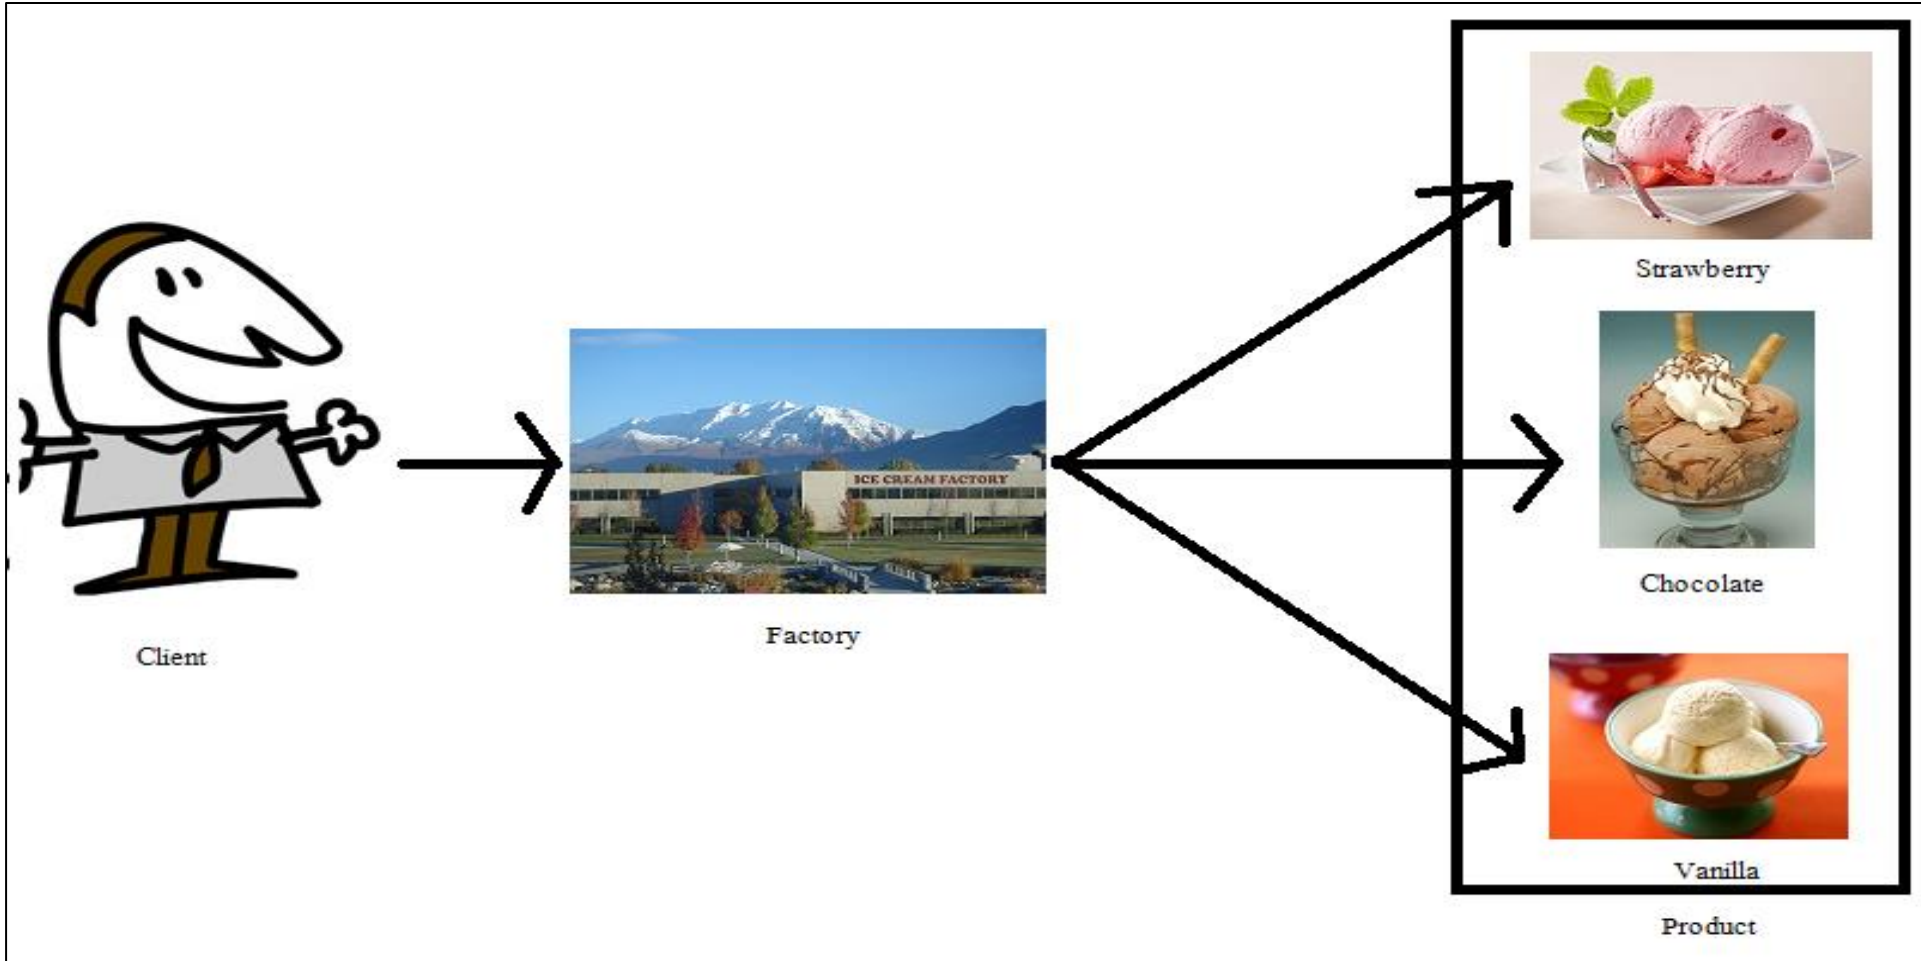 Strawberry
ICE CREAM FACTORY
Chocolate
Factory
Client
Vanilla
Product